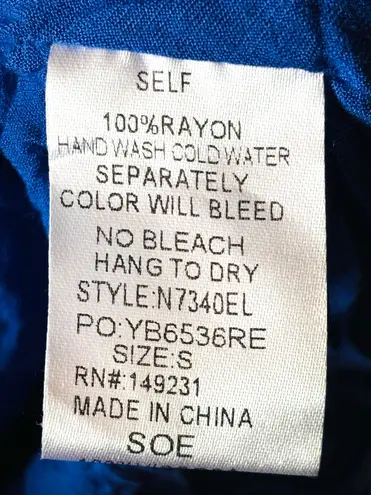 SELF
100%RAYON
HAND WASH COLD WATER
SEPARATELY
COLOR WILL BLEED
NO BLEACH
HANG TO DRY
STYLE:N7340EL
PO:YB6536RE
SIZE:S
RN#:149231
MADE IN CHINA
SOE